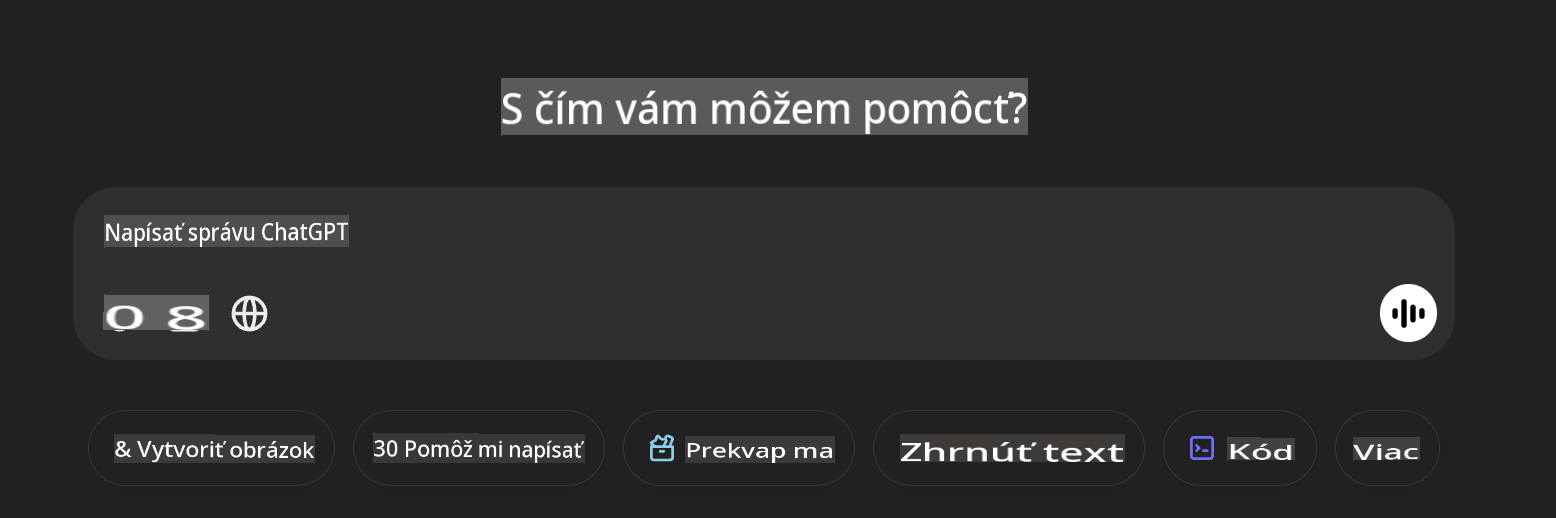 S čím vám môžem pomôcť?
Napísať správu ChatGPT
0 8
& Vytvoriť obrázok
30 Pomôž mi napísať
Prekvap ma
Zhrnúť text
Kód
Viac